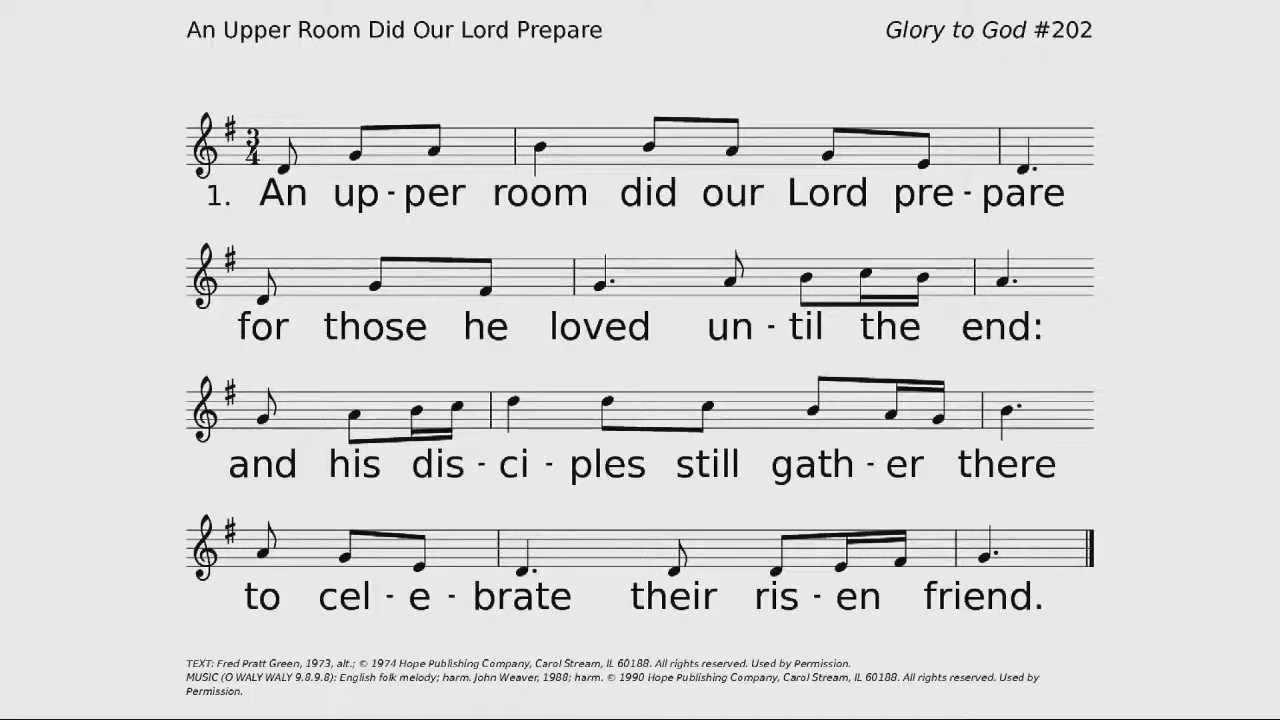 An Upper Room Did Our Lord Prepare
Glory to God #202
3
4
1. An up - per room did our Lord pre - pare
for those he loved un - til the end:
and his dis - ci - ples still gath - er there
to cel - e - brate their ris - en friend.
TEXT: Fred Pratt Green, 1973, alt.; © 1974 Hope Publishing Company, Carol Stream, IL 60188. All rights reserved. Used by Permission.
MUSIC (O WALY WALY 9.8.9.8): English folk melody; harm. John Weaver, 1988; harm. © 1990 Hope Publishing Company, Carol Stream, IL 60188. All rights reserved. Used by
Permission.